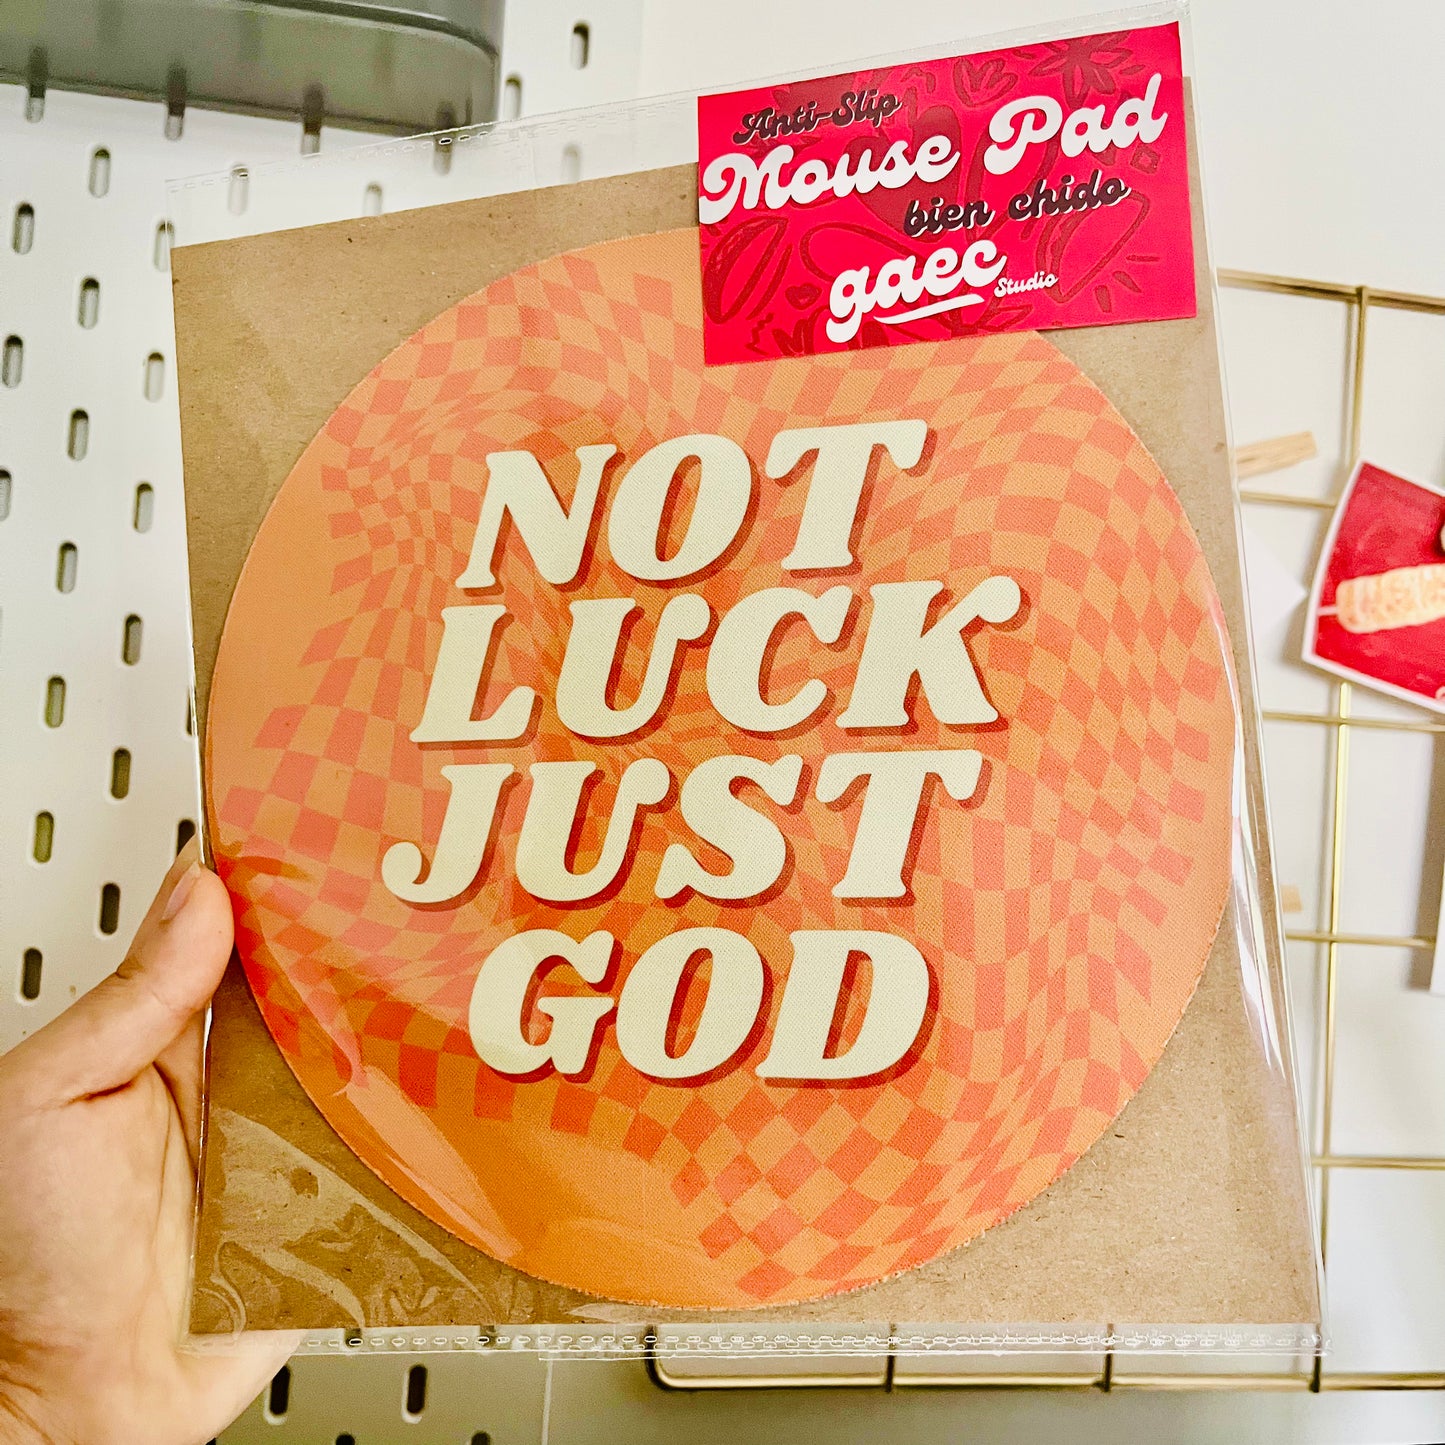 Anti-Slip
Mouse Pad
bien chido
gaec Studio
NOT
LUCK
JUST
GOD